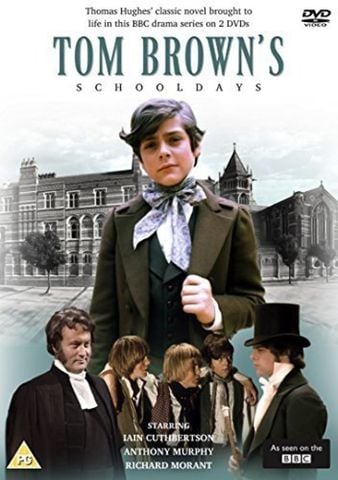 Thomas Hughes' classic novel brought to
life in this BBC drama series on 2 DVDs
DVD
VIDEO
TOM BROWN'S
SCHOOLDAYS
STARRING
IAIN CUTHBERTSON
ANTHONY MURPHY
RICHARD MORANT
PG
As seen on the
BBC